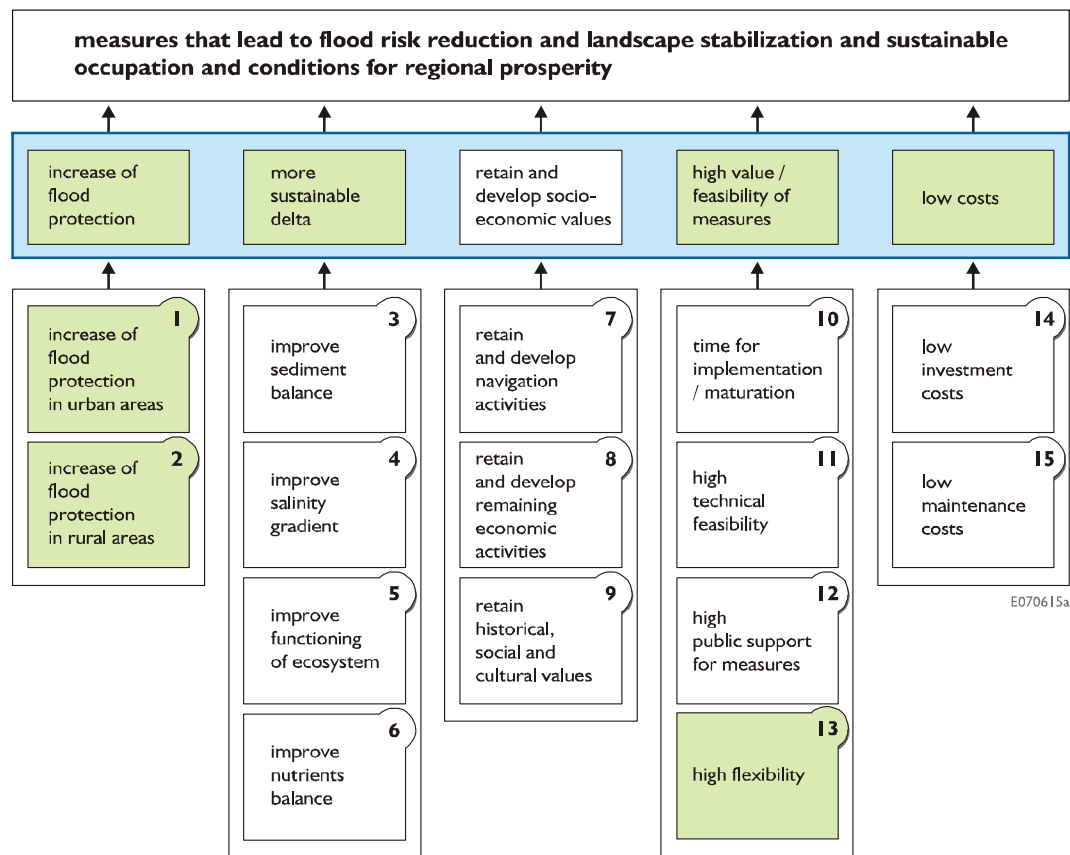 measures that lead to flood risk reduction and landscape stabilization and sustainable
occupation and conditions for regional prosperity
increase of
flood
protection
more
sustainable
delta
retain and
develop socio-
economic values
high value /
feasibility of
measures
low costs
1
increase of
flood
protection
in urban areas
2
increase of
flood
protection
in rural areas
3
improve
sediment
balance
4
improve
salinity
gradient
5
improve
functioning
of ecosystem
6
improve
nutrients
balance
7
retain
and develop
navigation
activities
8
retain
and develop
remaining
economic
activities
9
retain
historical,
social and
cultural values
10
time for
implementation
/ maturation
11
high
technical
feasibility
12
high
public support
for measures
13
high flexibility
14
low
investment
costs
15
low
maintenance
costs
E070615a